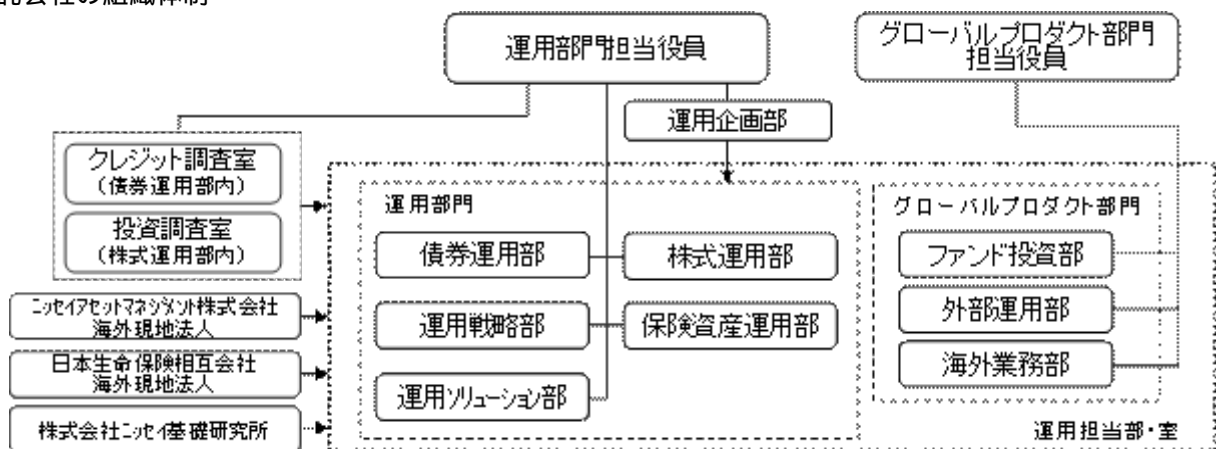 託会社の組織体制
運用部門担当役員
グローバルプロダクト部門
担当役員
運用企画部
クレジット調査室
(債券運用部内)
投資調査室
(株式運用部内)
運用部門
債券運用部
株式運用部
運用戦略部
保険資産運用部
運用ソリューション部
グローバルプロダクト部門
ファンド投資部
外部運用部
海外業務部
ニッセイアセットマネジメント株式会社
海外現地法人
日本生命保険相互会社
海外現地法人
株式会社ニッセイ基礎研究所
運用担当部・室